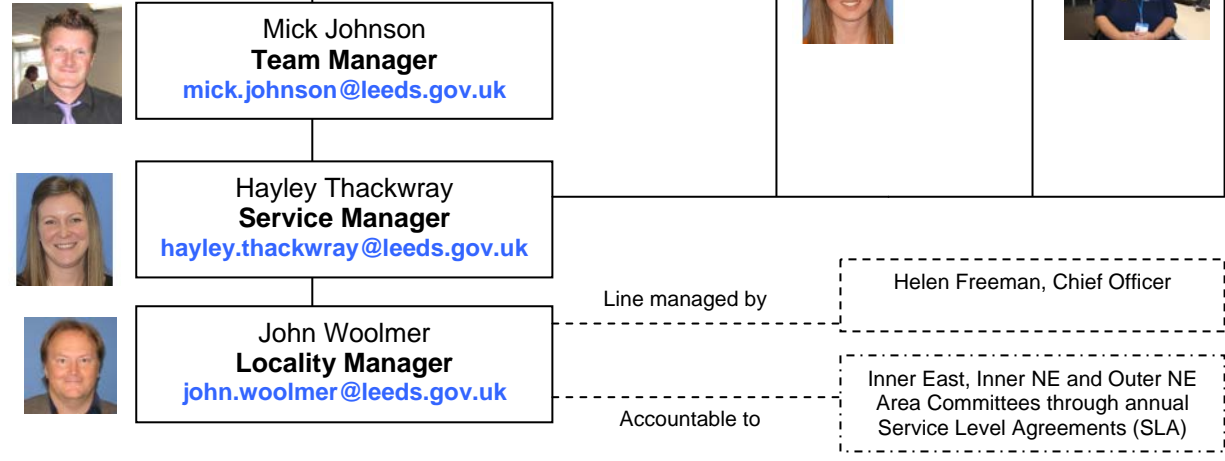 Mick Johnson
Team Manager
mick.johnson@leeds.gov.uk
Hayley Thackwray
Service Manager
hayley.thackwray@leeds.gov.uk
John Woolmer
Locality Manager
john.woolmer@leeds.gov.uk
Line managed by
Helen Freeman, Chief Officer
Accountable to
Inner East, Inner NE and Outer NE
Area Committees through annual
Service Level Agreements (SLA)